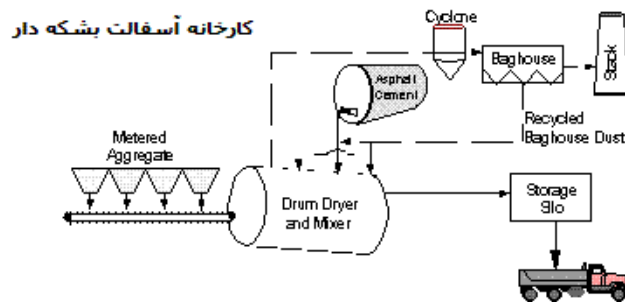 کارخانه آسفالت بشکه دار
Cyclone
Baghouse
Stack
Asphalt
Cement
Recycled
Baghouse Dust
Metered
Aggregate
Drum Dryer
and Mixer
Storage
Silo